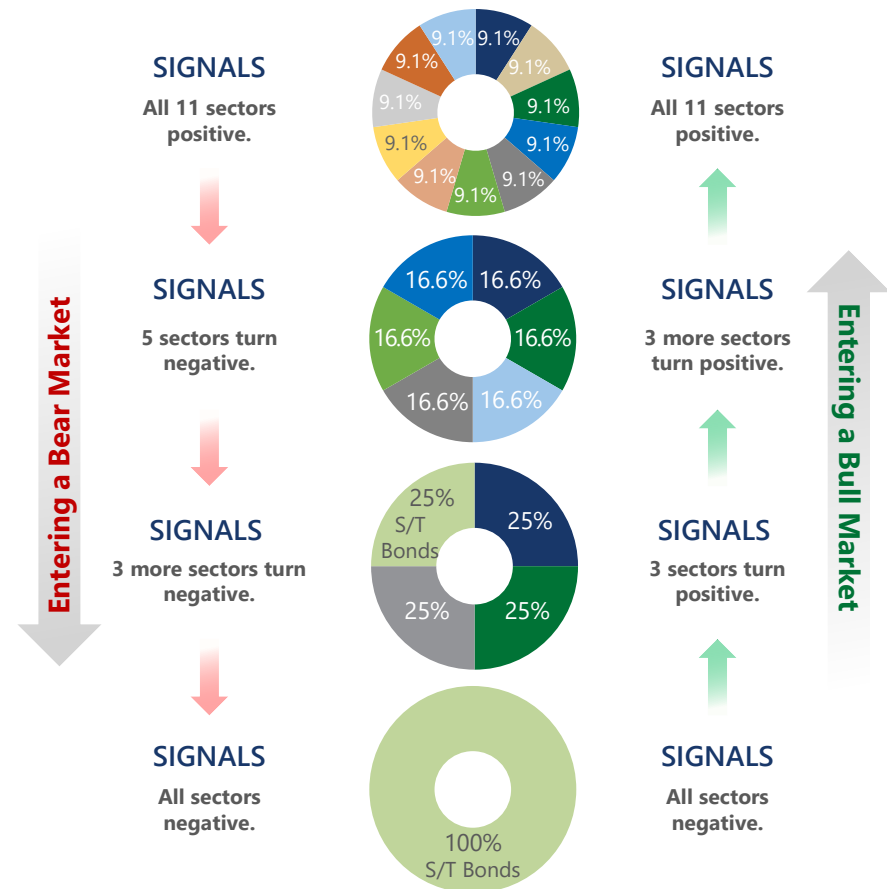 SIGNALS
All 11 sectors
positive.
9.1%
9.1%
9.1%
9.1%
9.1%
9.1%
9.1%
9.1%
9.1%
9.1%
9.1%
SIGNALS
All 11 sectors
positive.
Entering a Bear Market
SIGNALS
5 sectors turn
negative.
16.6%
16.6%
16.6%
16.6%
16.6%
16.6%
SIGNALS
3 more sectors
turn positive.
Entering a Bull Market
SIGNALS
3 more sectors turn
negative.
25%
S/T
Bonds
25%
25%
25%
SIGNALS
3 sectors turn
positive.
SIGNALS
All sectors
negative.
100%
S/T Bonds
SIGNALS
All sectors
negative.